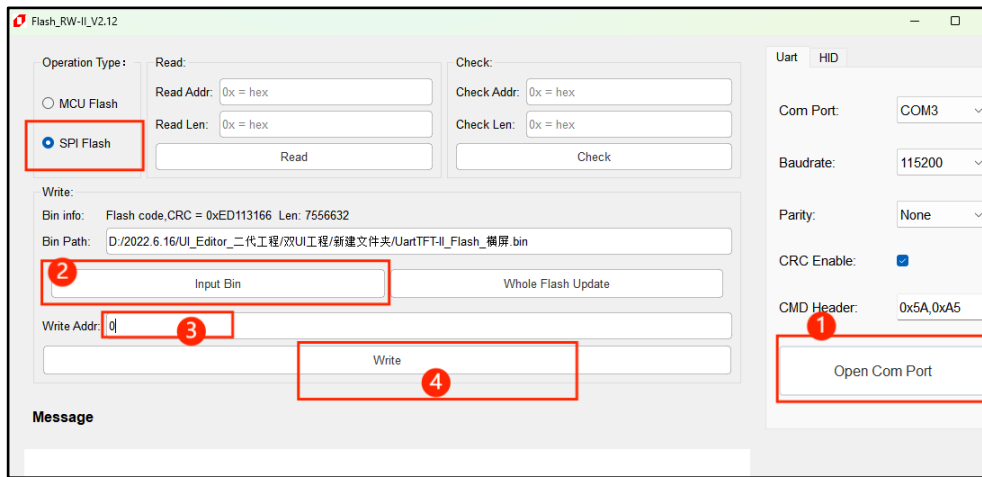 Flash_RW-II_V2.12
Operation Type：
MCU Flash
SPI Flash
Read:
Read Addr: 0x = hex
Read Len: 0x = hex
Read
Check:
Check Addr: 0x = hex
Check Len: 0x = hex
Check
Write:
Bin info: Flash code,CRC = 0xED113166 Len: 7556632
Bin Path: D:/2022.6.16/UI_Editor_二代工程/双UI工程/新建文件夹/UartTFT-II_Flash_横屏.bin
2
Input Bin
Whole Flash Update
Write Addr: 0
3
Write
4
Message
Uart HID
Com Port: COM3
Baudrate: 115200
Parity: None
CRC Enable:
CMD Header: 0x5A,0xA5
1
Open Com Port